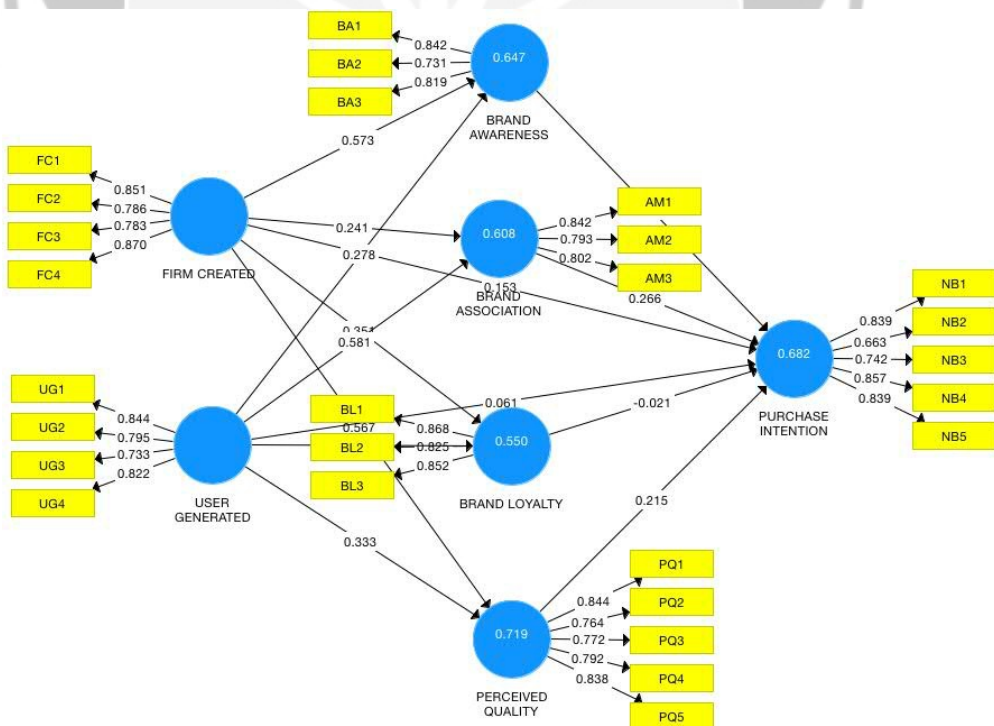 BA1
BA2
BA3
0.842
0.731
0.819
0.647
BRAND
AWARENESS
0.573
FC1
FC2
FC3
FC4
0.851
0.786
0.783
0.870
FIRM CREATED
0.241
0.278
0.153
0.608
BRAND
ASSOCIATION
0.842
0.793
0.802
AM1
AM2
AM3
0.266
0.351
0.581
NB1
NB2
NB3
NB4
NB5
0.839
0.663
0.742
0.857
0.839
0.682
PURCHASE
INTENTION
UG1
UG2
UG3
UG4
0.844
0.795
0.733
0.822
USER
GENERATED
BL1
BL2
BL3
0.567
0.061
0.868
0.825
0.852
0.550
BRAND LOYALTY
-0.021
0.215
0.333
0.719
PERCEIVED
QUALITY
0.844
0.764
0.772
0.792
0.838
PQ1
PQ2
PQ3
PQ4
PQ5